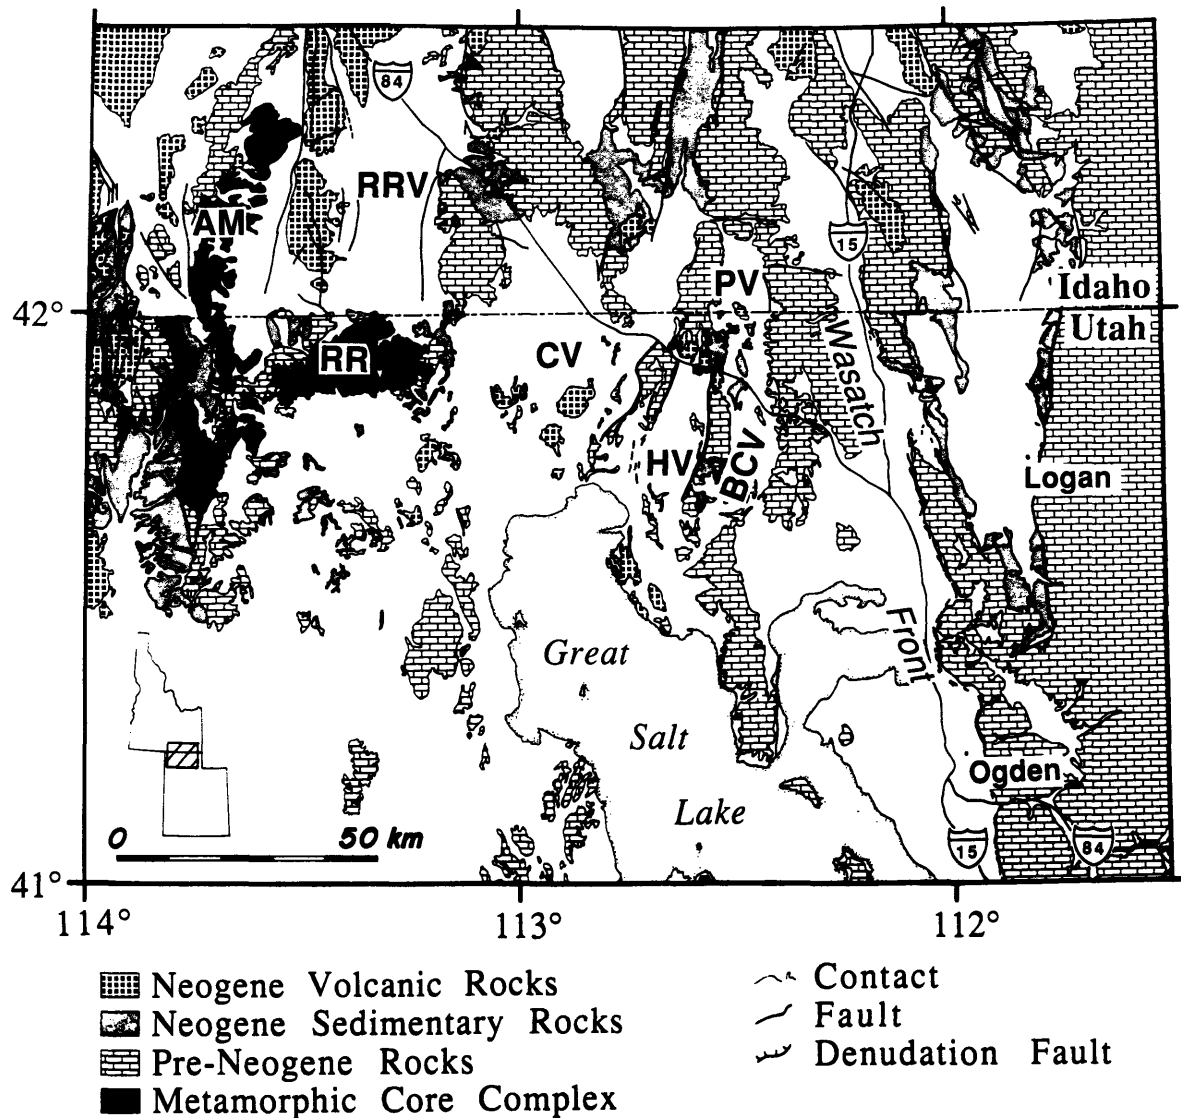 84
RRV
AM
15
PV
Idaho
42°
Utah
RR
CV
Wasatch
HV
BCV
Logan
Great
Front
Salt
Ogden
Lake
0 50 km
15
84
41°
114°
113°
112°
Neogene Volcanic Rocks
Neogene Sedimentary Rocks
Pre-Neogene Rocks
Metamorphic Core Complex
Contact
Fault
Denudation Fault